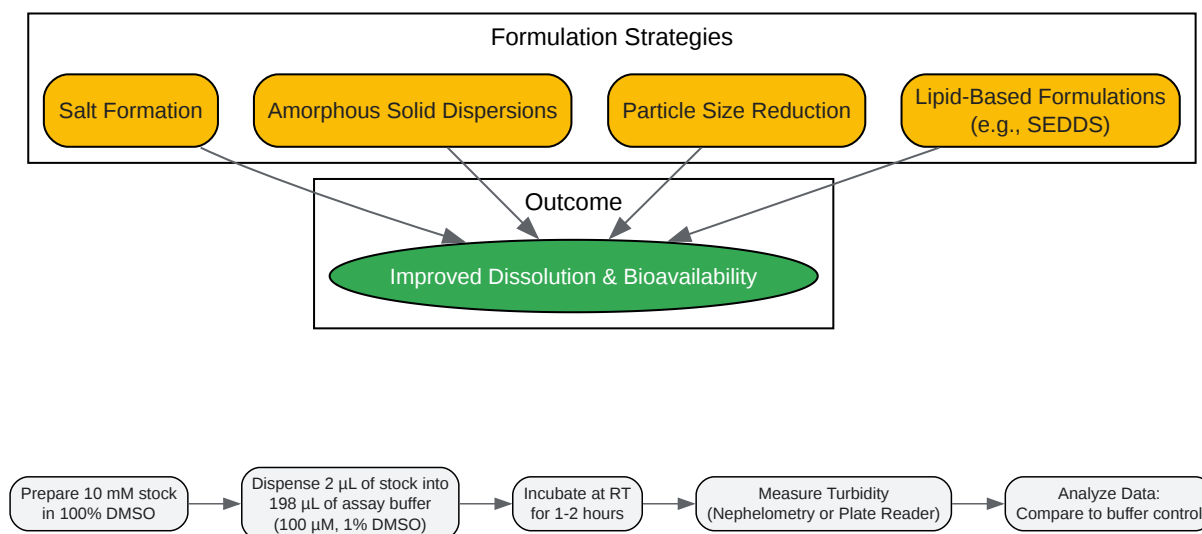 Formulation Strategies
Salt Formation
Amorphous Solid Dispersions
Particle Size Reduction
Lipid-Based Formulations
(e.g., SEDDS)
Outcome
Improved Dissolution & Bioavailability
Prepare 10 mM stock
in 100% DMSO
Dispense 2 µL of stock into
198 µL of assay buffer
(100 µM, 1% DMSO)
Incubate at RT
for 1-2 hours
Measure Turbidity
(Nephelometry or Plate Reader)
Analyze Data:
Compare to buffer control